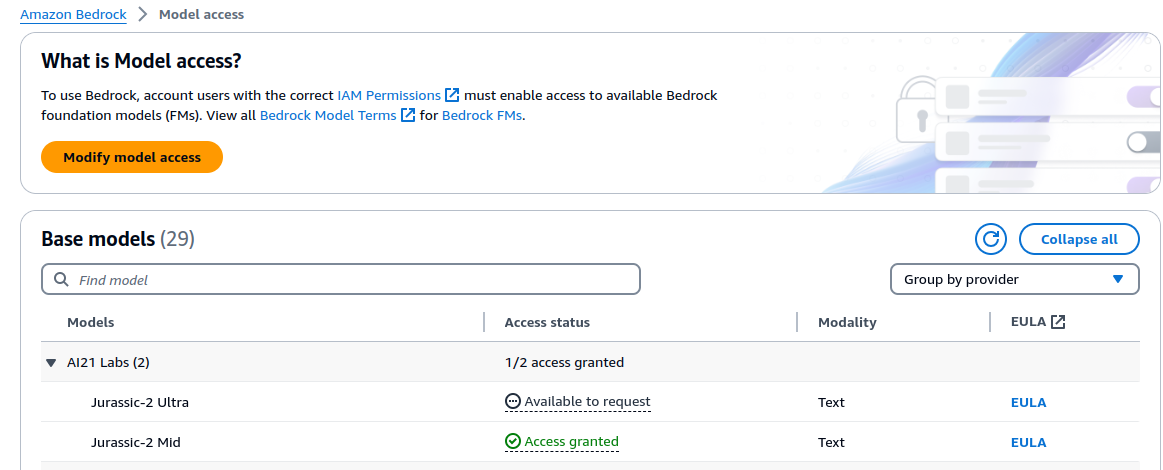 Amazon Bedrock > Model access
What is Model access?
To use Bedrock, account users with the correct IAM Permissions must enable access to available Bedrock
foundation models (FMs). View all Bedrock Model Terms for Bedrock FMs.
Modify model access
Base models (29)
Collapse all
Find model
Group by provider
Models Access status Modality EULA
AI21 Labs (2) 1/2 access granted
Jurassic-2 Ultra Available to request Text EULA
Jurassic-2 Mid Access granted Text EULA